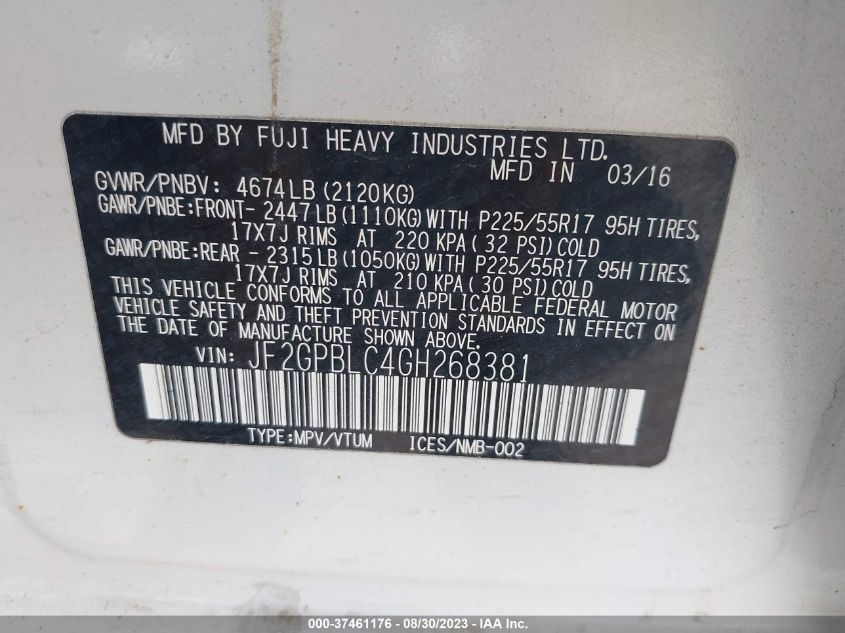 MFD BY FUJI HEAVY INDUSTRIES LTD.
MFD IN 03/16
GVWR/PNBV: 4674LB (2120KG)
GAWR/PNBE:FRONT- 2447LB (1110KG) WITH P225/55R17 95H TIRES,
17X7J RIMS AT 220 KPA ( 32 PSI) COLD
GAWR/PNBE:REAR - 2315LB (1050KG) WITH P225/55R17 95H TIRES,
17X7J RIMS AT 210 KPA ( 30 PSI) COLD
THIS VEHICLE CONFORMS TO ALL APPLICABLE FEDERAL MOTOR
VEHICLE SAFETY AND THEFT PREVENTION STANDARDS IN EFFECT ON
THE DATE OF MANUFACTURE SHOWN ABOVE.
VIN: JF2GPBLC4GH268381
TYPE:MPV/VTUM ICES/NMB-002
000-37461176 - 08/30/2023 - IAA Inc.